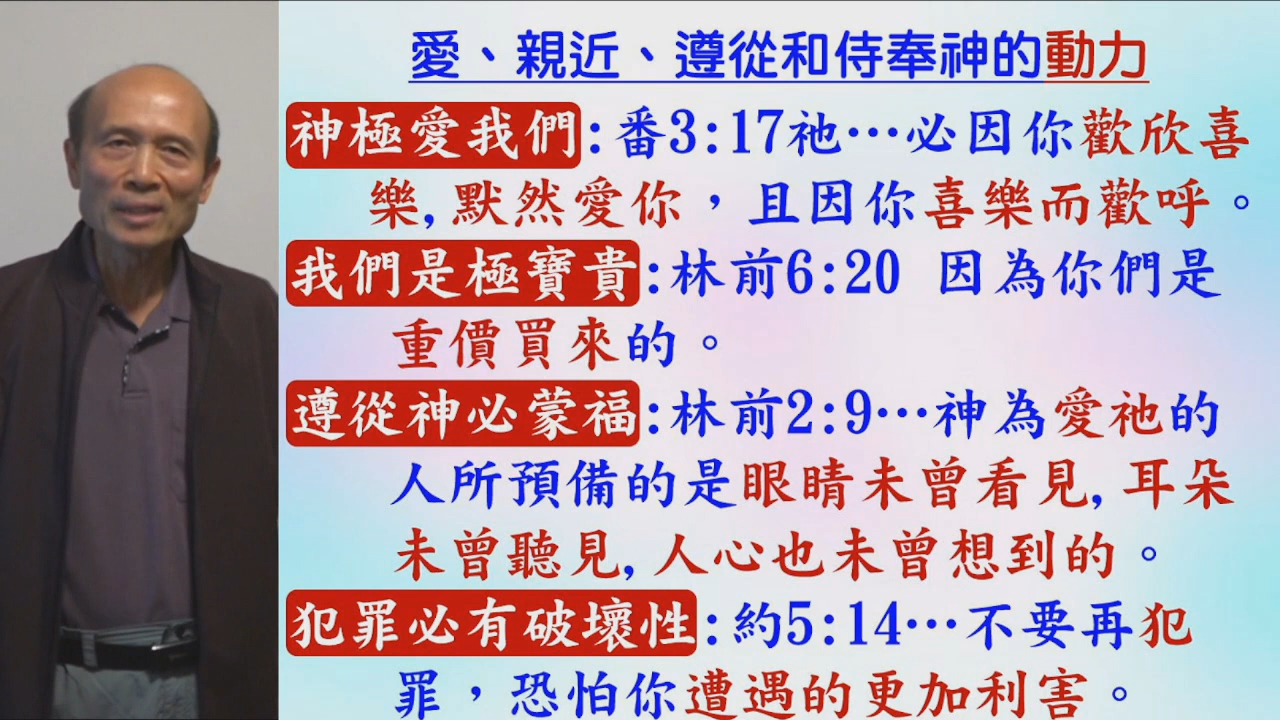 愛、親近、遵從和侍奉神的動力
神極愛我們:番3:17祂…必因你歡欣喜
樂,默然愛你，且因你喜樂而歡呼。
我們是極寶貴:林前6:20 因為你們是
重價買來的。
遵從神必蒙福:林前2:9…神為愛祂的
人所預備的是眼睛未曾看見,耳朵
未曾聽見,人心也未曾想到的。
犯罪必有破壞性:約5:14…不要再犯
罪，恐怕你遭遇的更加利害。